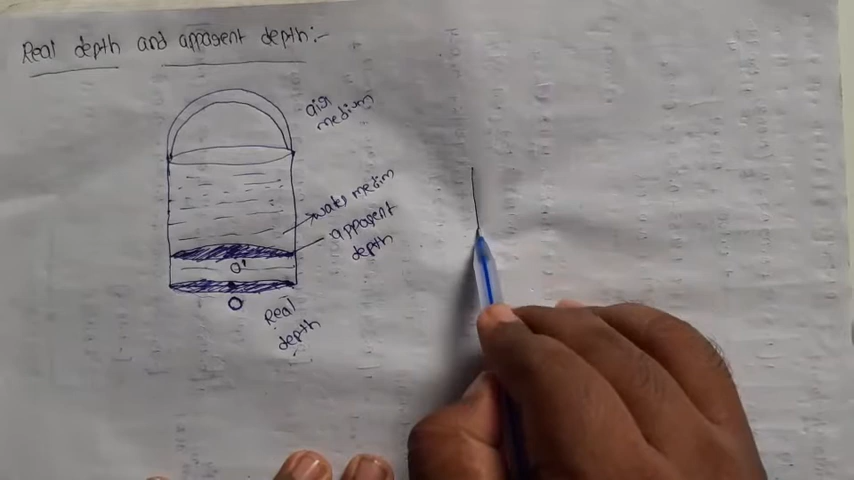 Real depth and apparent depth:-
air
medium
water medium
apparent
depth
O'
O
Real
depth